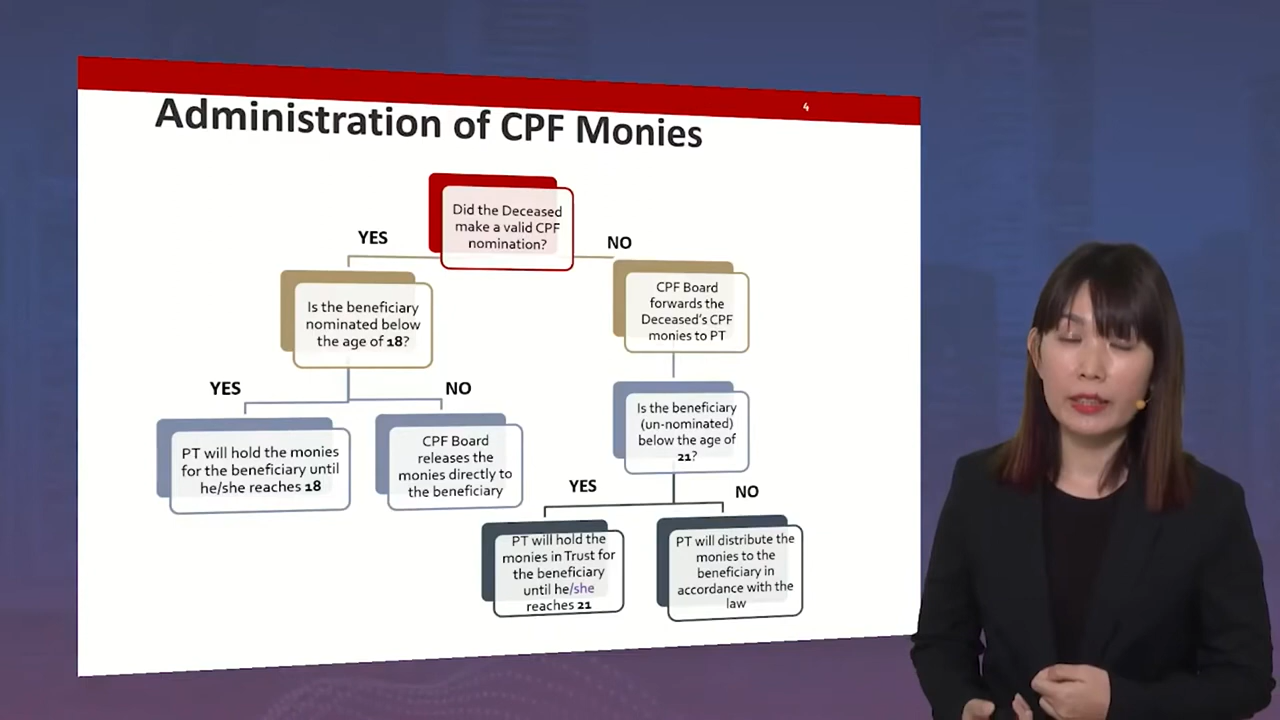 4
Administration of CPF Monies
Did the Deceased
make a valid CPF
nomination?
YES
NO
Is the beneficiary
nominated below
the age of 18?
CPF Board
forwards the
Deceased's CPF
monies to PT
YES
NO
PT will hold the monies
for the beneficiary until
he/she reaches 18
CPF Board
releases the
monies directly to
the beneficiary
Is the beneficiary
(un-nominated)
below the age of
21?
YES
NO
PT will hold the
monies in Trust for
the beneficiary
until he/she
reaches 21
PT will distribute the
monies to the
beneficiary in
accordance with the
law